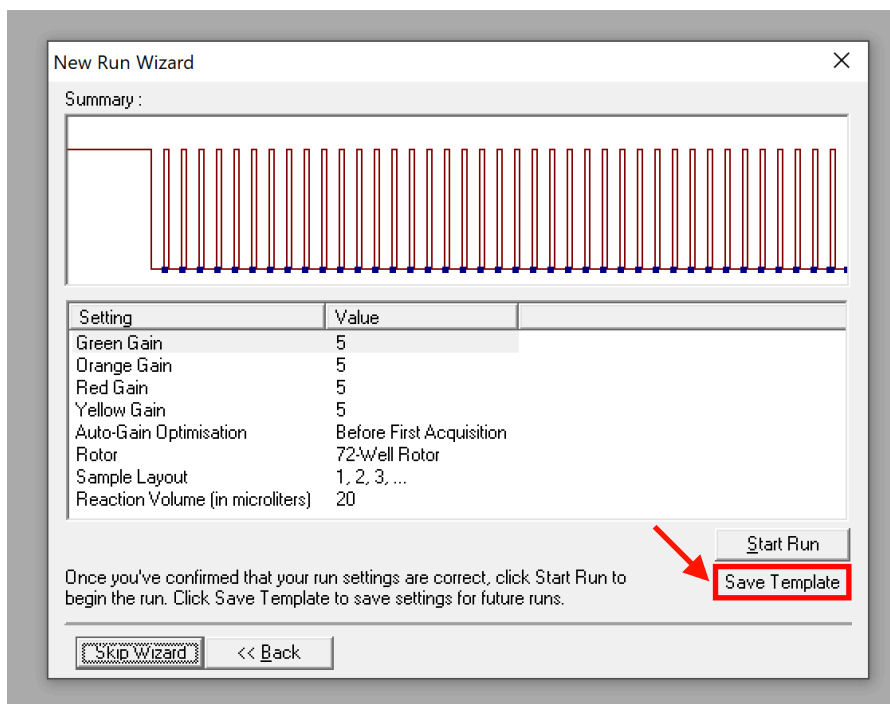 New Run Wizard
Summary :
Setting Value
Green Gain 5
Orange Gain 5
Red Gain 5
Yellow Gain 5
Auto-Gain Optimisation Before First Acquisition
Rotor 72-Well Rotor
Sample Layout 1, 2, 3, ...
Reaction Volume (in microliters) 20
Start Run
Once you've confirmed that your run settings are correct, click Start Run to
begin the run. Click Save Template to save settings for future runs.
Save Template
Skip Wizard << Back